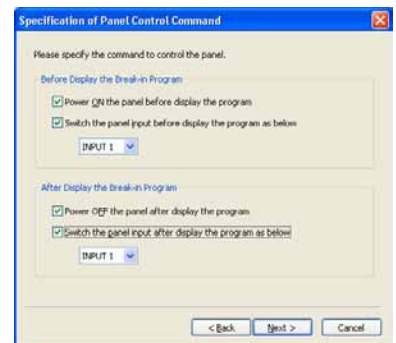 Specification of Panel Control Command
Please specify the command to control the panel.
Before Display the Break-in Program
Power ON the panel before display the program
Switch the panel input before display the program as below
INPUT 1
After Display the Break-in Program
Power OFF the panel after display the program
Switch the panel input after display the program as below
INPUT 1
< Back
Next >
Cancel